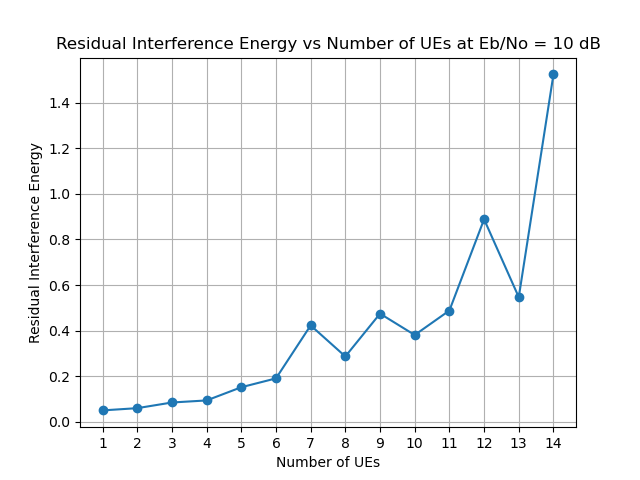 Residual Interference Energy vs Number of UEs at Eb/No = 10 dB
Residual Interference Energy
1.4
1.2
1.0
0.8
0.6
0.4
0.2
0.0
1 2 3 4 5 6 7 8 9 10 11 12 13 14
Number of UEs